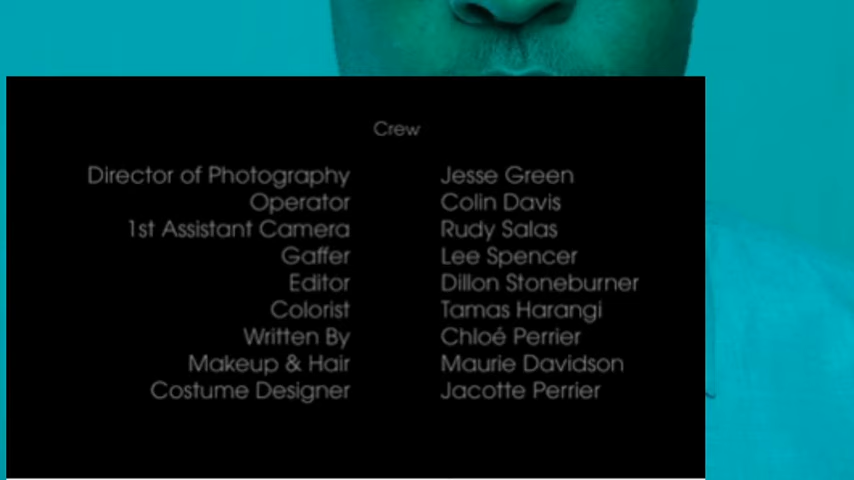 Crew
Director of Photography Jesse Green
Operator Colin Davis
1st Assistant Camera Rudy Salas
Gaffer Lee Spencer
Editor Dillon Stoneburner
Colorist Tamas Harangi
Written By Chloé Perrier
Makeup & Hair Maurie Davidson
Costume Designer Jacotte Perrier